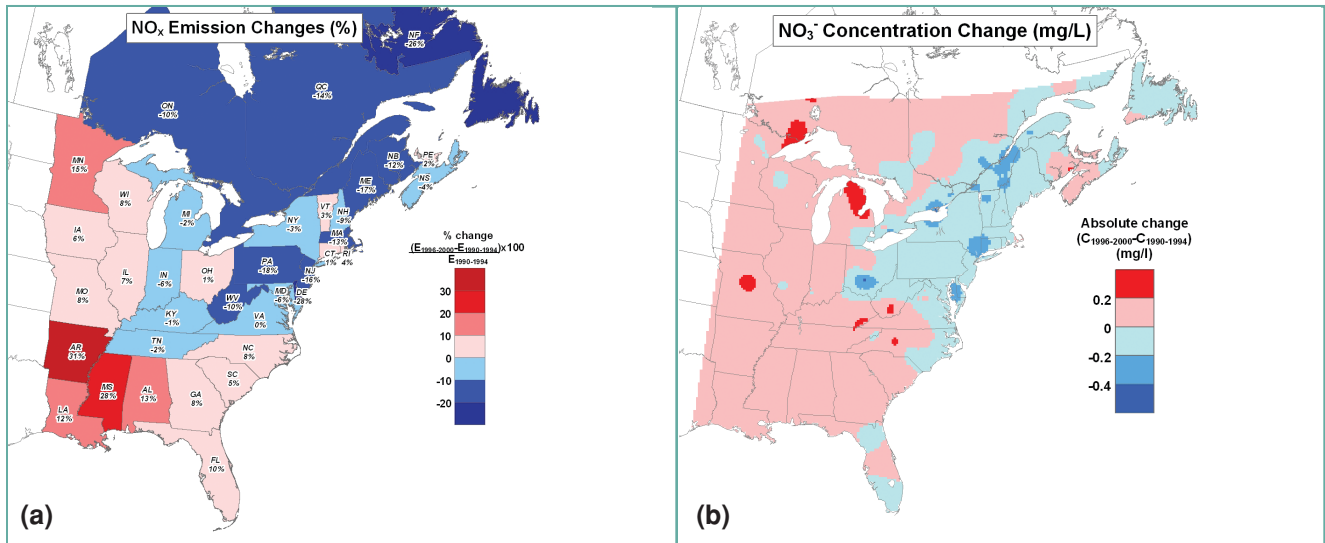 NOx Emission Changes (%)
NF
-26%
QC
-14%
ON
-10%
NB
-12%
PE
2%
NS
-4%
ME
-17%
MN
15%
WI
8%
MI
-2%
VT
3%
NH
-9%
NY
-3%
MA
-13%
CT
1%
RI
4%
IA
6%
PA
-18%
NJ
-16%
OH
1%
IN
-6%
IL
7%
MO
8%
MD
-6%
DE
-28%
WV
-10%
VA
0%
KY
-1%
TN
-2%
NC
8%
AR
31%
SC
5%
MS
28%
AL
13%
GA
8%
LA
12%
FL
10%
% change
(E1996-2000-E1990-1994)x100
E1990-1994
30
20
10
0
-10
-20
(a)
NO3- Concentration Change (mg/L)
Absolute change
(C1996-2000-C1990-1994)
(mg/l)
0.2
0
-0.2
-0.4
(b)